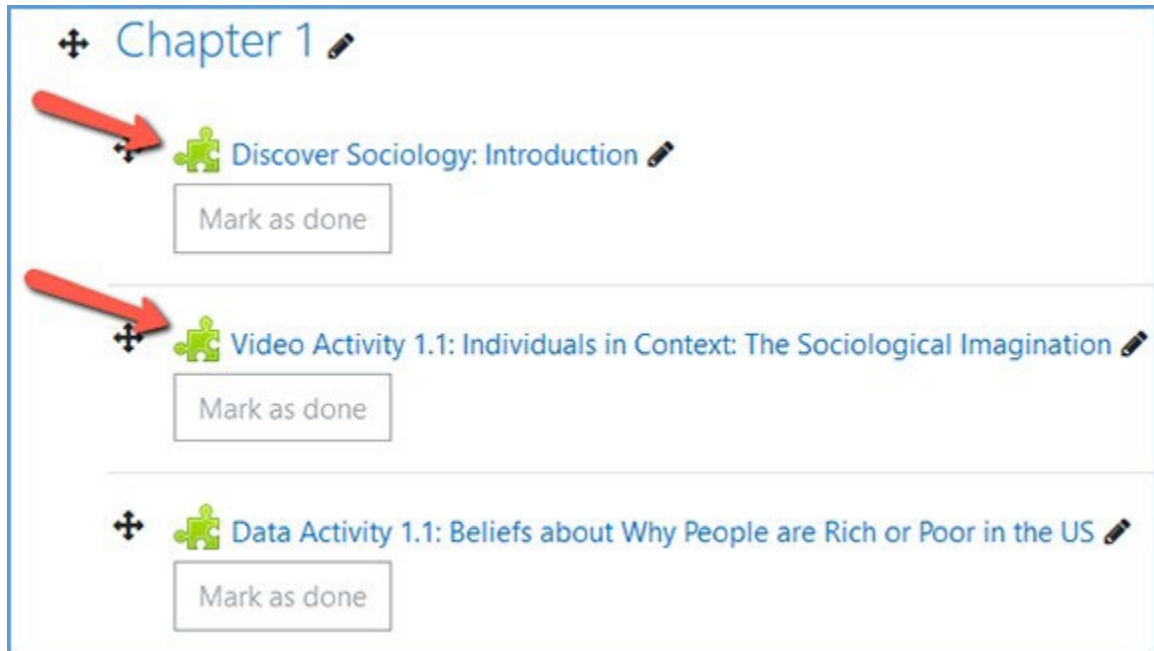 Chapter 1
Discover Sociology: Introduction
Mark as done
Video Activity 1.1: Individuals in Context: The Sociological Imagination
Mark as done
Data Activity 1.1: Beliefs about Why People are Rich or Poor in the US
Mark as done